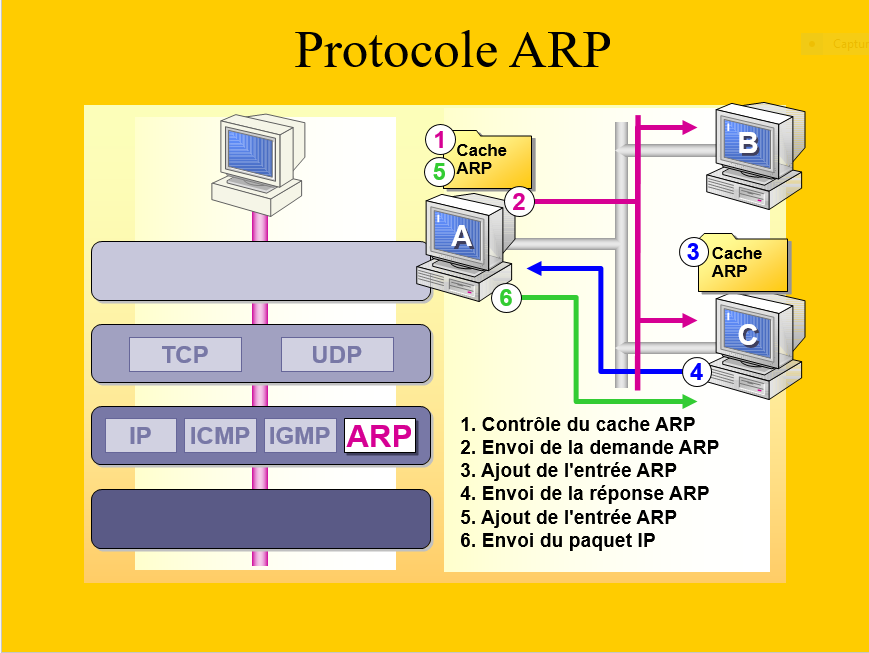 Protocole ARP
1
Cache
ARP
5
2
A
B
3
Cache
ARP
6
C
4
TCP
UDP
IP
ICMP
IGMP
ARP
1. Contrôle du cache ARP
2. Envoi de la demande ARP
3. Ajout de l'entrée ARP
4. Envoi de la réponse ARP
5. Ajout de l'entrée ARP
6. Envoi du paquet IP